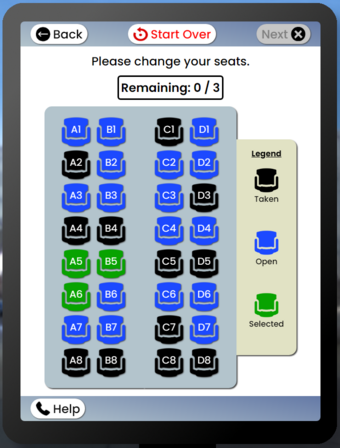 Back
Start Over
Next
Please change your seats.
Remaining: 0 / 3
A1 B1 C1 D1
A2 B2 C2 D2
A3 B3 C3 D3
A4 B4 C4 D4
A5 B5 C5 D5
A6 B6 C6 D6
A7 B7 C7 D7
A8 B8 C8 D8
Legend
Taken
Open
Selected
Help